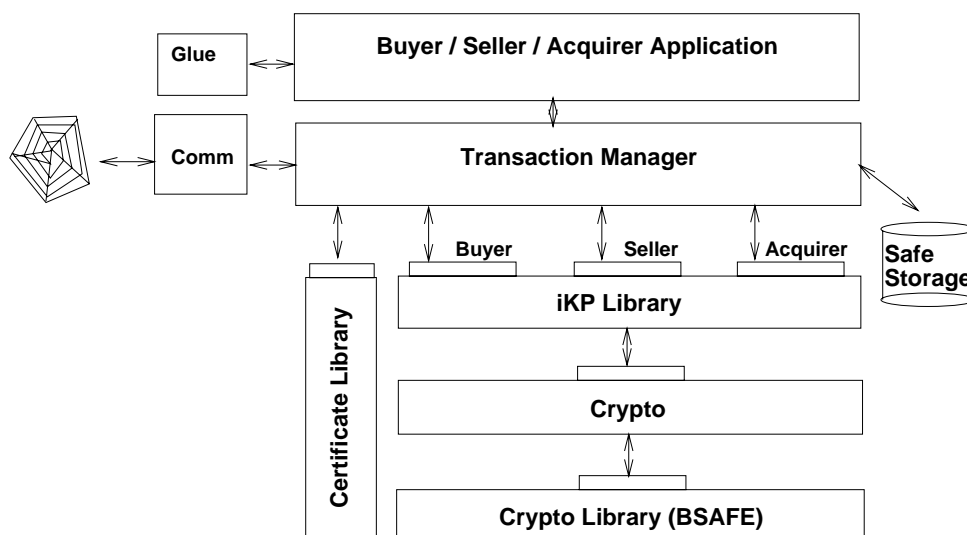 Buyer / Seller / Acquirer Application
Glue
Comm
Transaction Manager
Buyer
Seller
Acquirer
Safe
Storage
iKP Library
Certificate Library
Crypto
Crypto Library (BSAFE)